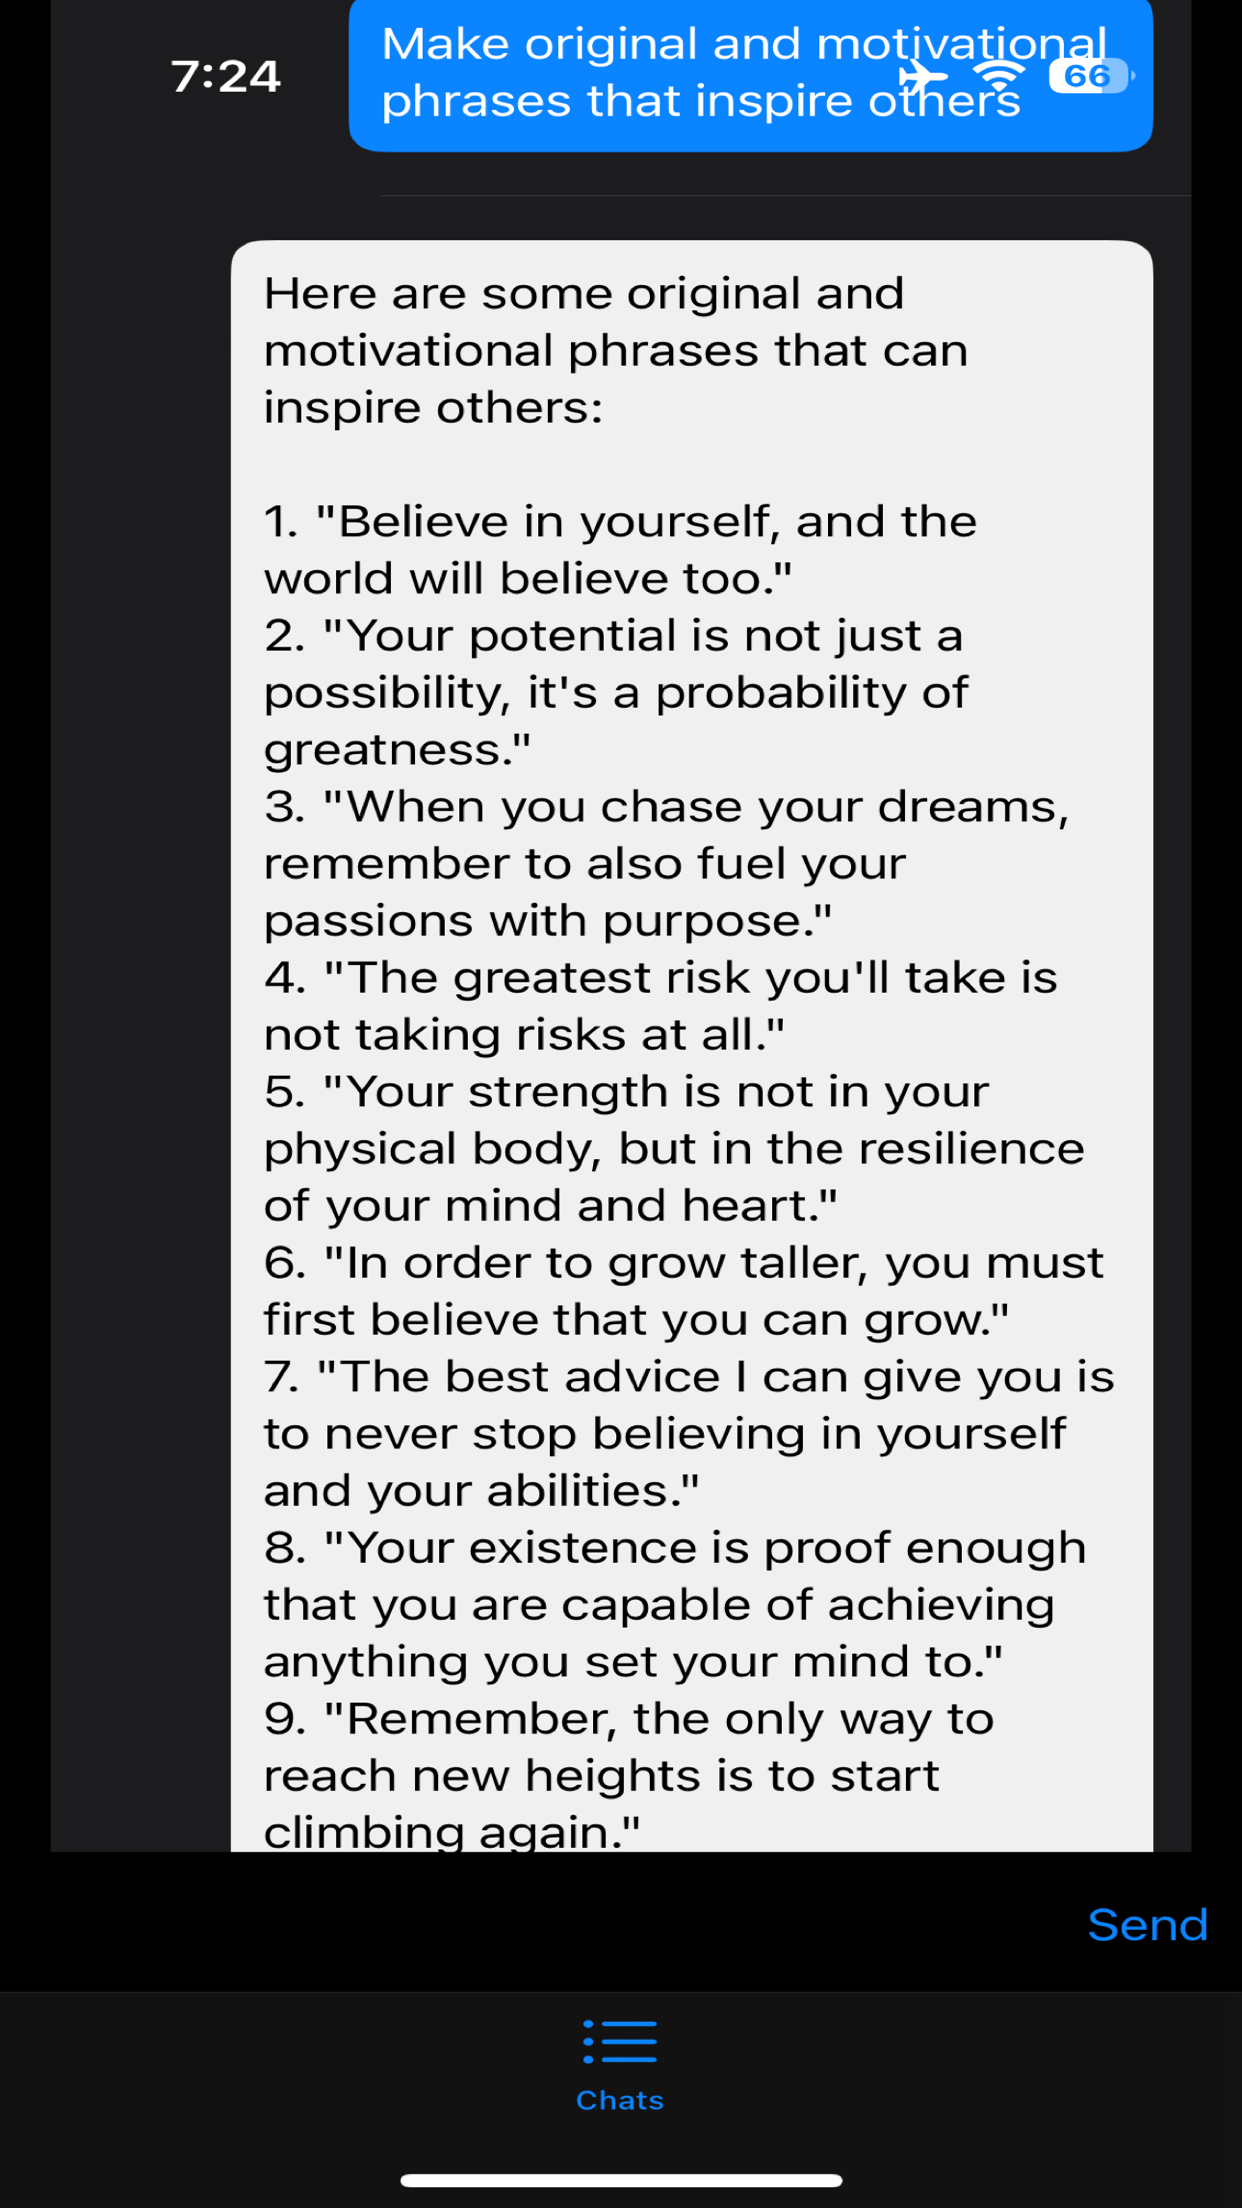 Make original and motivational
7:24
66
phrases that inspire others
Here are some original and
motivational phrases that can
inspire others:
1. "Believe in yourself, and the
world will believe too."
2. "Your potential is not just a
possibility, it's a probability of
greatness."
3. "When you chase your dreams,
remember to also fuel your
passions with purpose."
4. "The greatest risk you'll take is
not taking risks at all."
5. "Your strength is not in your
physical body, but in the resilience
of your mind and heart."
6. "In order to grow taller, you must
first believe that you can grow."
7. "The best advice I can give you is
to never stop believing in yourself
and your abilities."
8. "Your existence is proof enough
that you are capable of achieving
anything you set your mind to."
9. "Remember, the only way to
reach new heights is to start
climbing again."
Send
Chats